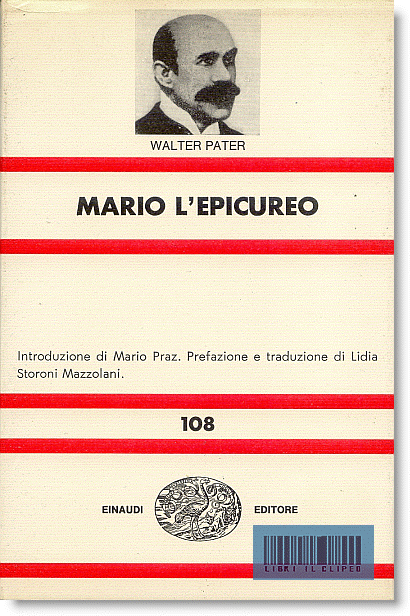 WALTER PATER
MARIO L'EPICUREO
Introduzione di Mario Praz. Prefazione e traduzione di Lidia
Storoni Mazzolani.
108
EINAUDI EDITORE
LIBRI IL CLIPEO